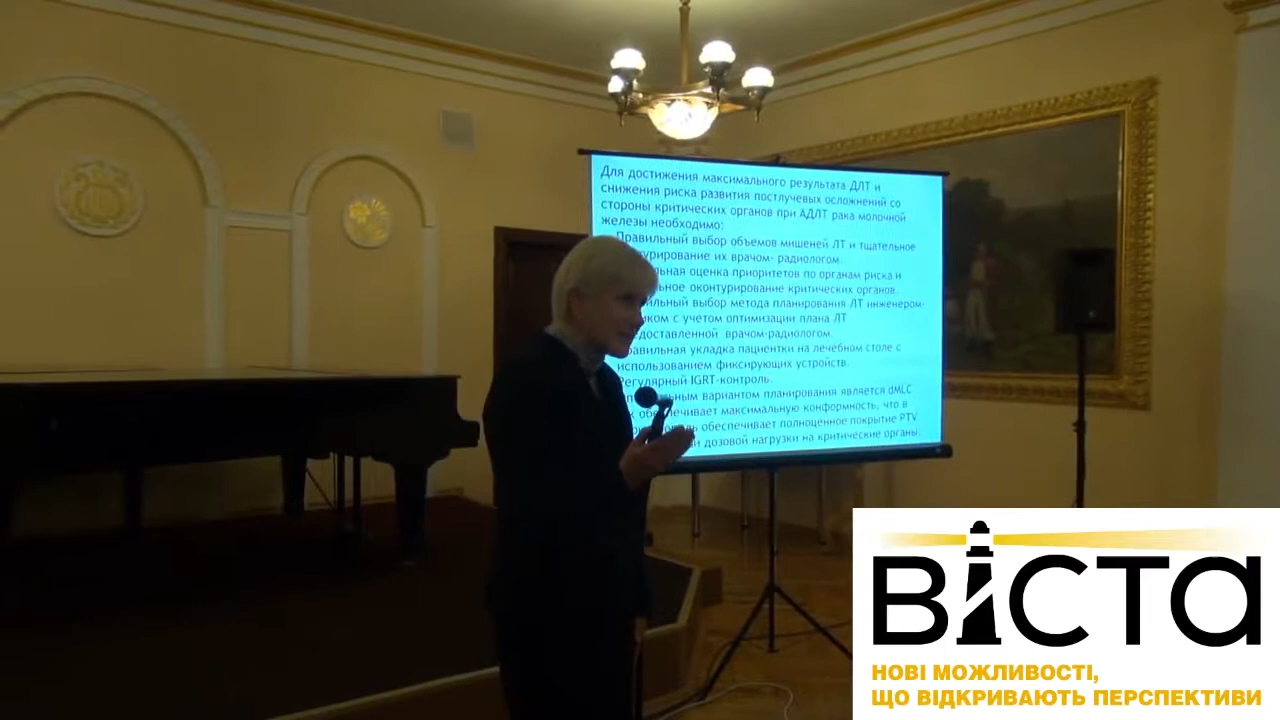 Для достижения максимального результата ДЛТ и
снижения риска развития постлучевых осложнений со
стороны критических органов при АДЛТ рака молочной
железы необходимо:
Правильный выбор объемов мишеней ЛТ и тщательное
их врачом- радиологом.
оценка приоритетов по органам риска и
оконтурирование критических органов.
выбор метода планирования ЛТ инженером-
с учетом оптимизации плана ЛТ
врачом-радиологом.
укладка пациентки на лечебном столе с
использованием фиксирующих устройств.
Регулярный IGRT-контроль.
вариантом планирования является dMLC
обеспечивает максимальную конформность, что в
обеспечивает полноценное покрытие PTV
дозовой нагрузки на критические органы.
ВІСТА
НОВІ МОЖЛИВОСТІ,
ЩО ВІДКРИВАЮТЬ ПЕРСПЕКТИВИ